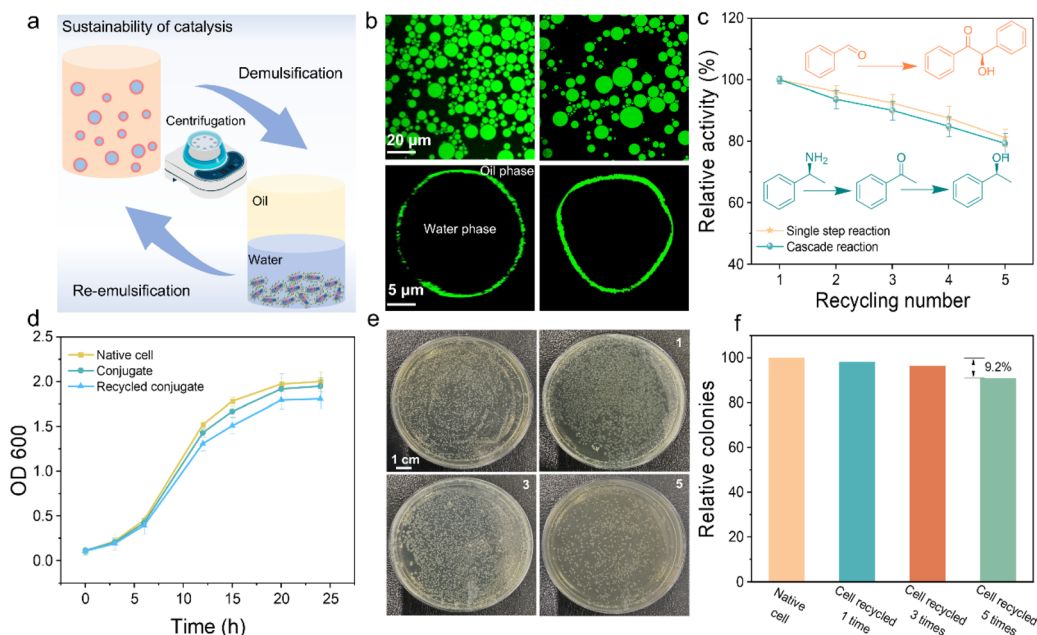 a
Sustainability of catalysis
Demulsification
Centrifugation
Oil
Water
Re-emulsification
b
20 μm
Oil phase
Water phase
5 μm
c
Relative activity (%)
120
100
80
60
40
O
O
OH
NH2
O
OH
Single step reaction
Cascade reaction
1
2
3
4
5
Recycling number
d
OD 600
2.5
2.0
1.5
1.0
0.5
0.0
Native cell
Conjugate
Recycled conjugate
0
5
10
15
20
25
Time (h)
e
1
1 cm
3
5
f
Relative colonies
100
80
60
40
20
0
9.2%
Native
cell
Cell recycled
1 time
Cell recycled
3 times
Cell recycled
5 times